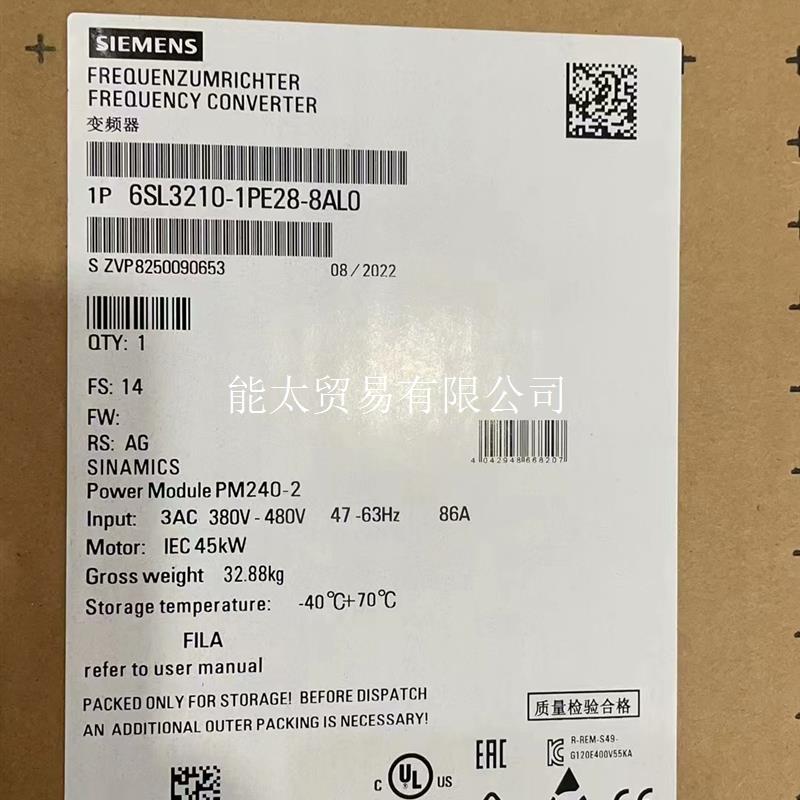 SIEMENS
FREQUENZUMRICHTER
FREQUENCY CONVERTER
变频器
1P 6SL3210-1PE28-8AL0
S ZVP8250090653 08/2022
QTY: 1
FS: 14
能太贸易有限公司
FW:
RS: AG
4 042948 668207
SINAMICS
Power Module PM240-2
Input: 3AC 380V-480V 47-63Hz 86A
Motor: IEC 45kW
Gross weight 32.88kg
Storage temperature: -40℃+70℃
FILA
refer to user manual
PACKED ONLY FOR STORAGE! BEFORE DISPATCH
AN ADDITIONAL OUTER PACKING IS NECESSARY!
质量检验合格
R-REM-S49-
G120E400V55KA
EAC
C UL US
CE